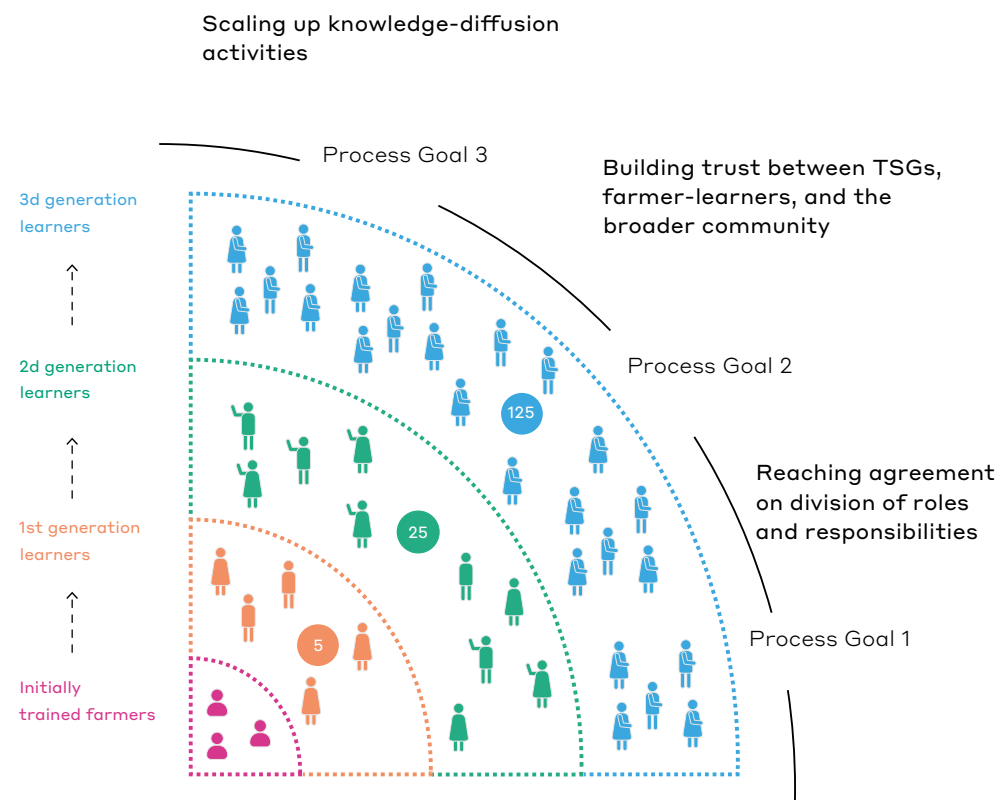 Scaling up knowledge-diffusion
activities
Process Goal 3
Building trust between TSGs,
farmer-learners, and the
broader community
3d generation
learners
Process Goal 2
2d generation
learners
125
Reaching agreement
on division of roles
and responsibilities
1st generation
learners
25
Process Goal 1
5
Initially
trained farmers